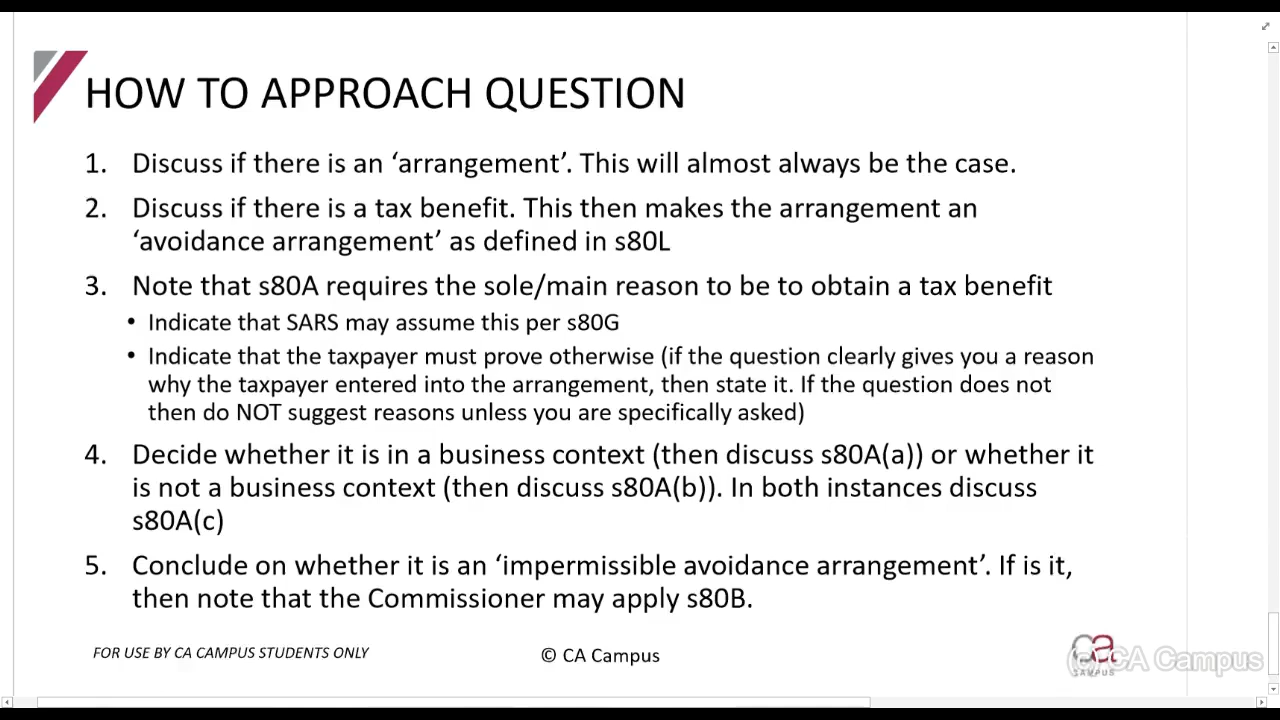 HOW TO APPROACH QUESTION
1. Discuss if there is an ‘arrangement’. This will almost always be the case.
2. Discuss if there is a tax benefit. This then makes the arrangement an
‘avoidance arrangement’ as defined in s80L
3. Note that s80A requires the sole/main reason to be to obtain a tax benefit
• Indicate that SARS may assume this per s80G
• Indicate that the taxpayer must prove otherwise (if the question clearly gives you a reason
why the taxpayer entered into the arrangement, then state it. If the question does not
then do NOT suggest reasons unless you are specifically asked)
4. Decide whether it is in a business context (then discuss s80A(a)) or whether it
is not a business context (then discuss s80A(b)). In both instances discuss
s80A(c)
5. Conclude on whether it is an ‘impermissible avoidance arrangement’. If is it,
then note that the Commissioner may apply s80B.
FOR USE BY CA CAMPUS STUDENTS ONLY
© CA Campus
ca
CAMPUS
(c) CA Campus